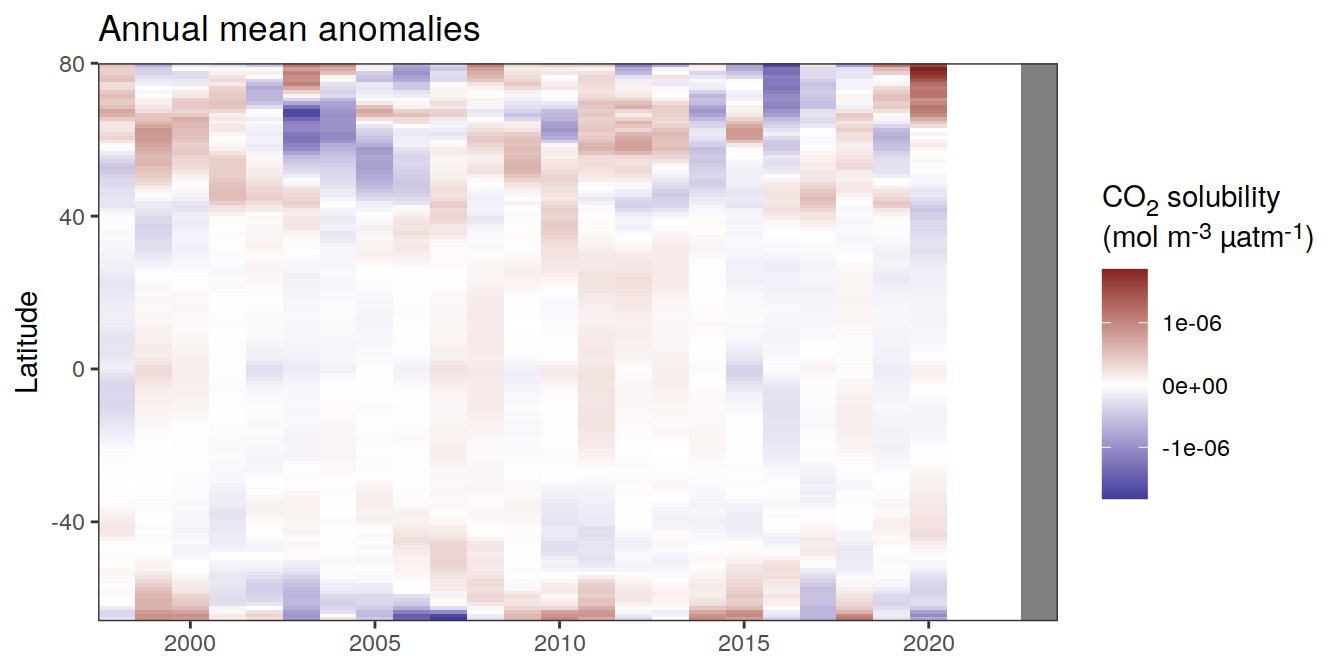 Annual mean anomalies
80
40
0
-40
Latitude
2000
2005
2010
2015
2020
CO₂ solubility
(mol m⁻³ µatm⁻¹)
1e-06
0e+00
-1e-06